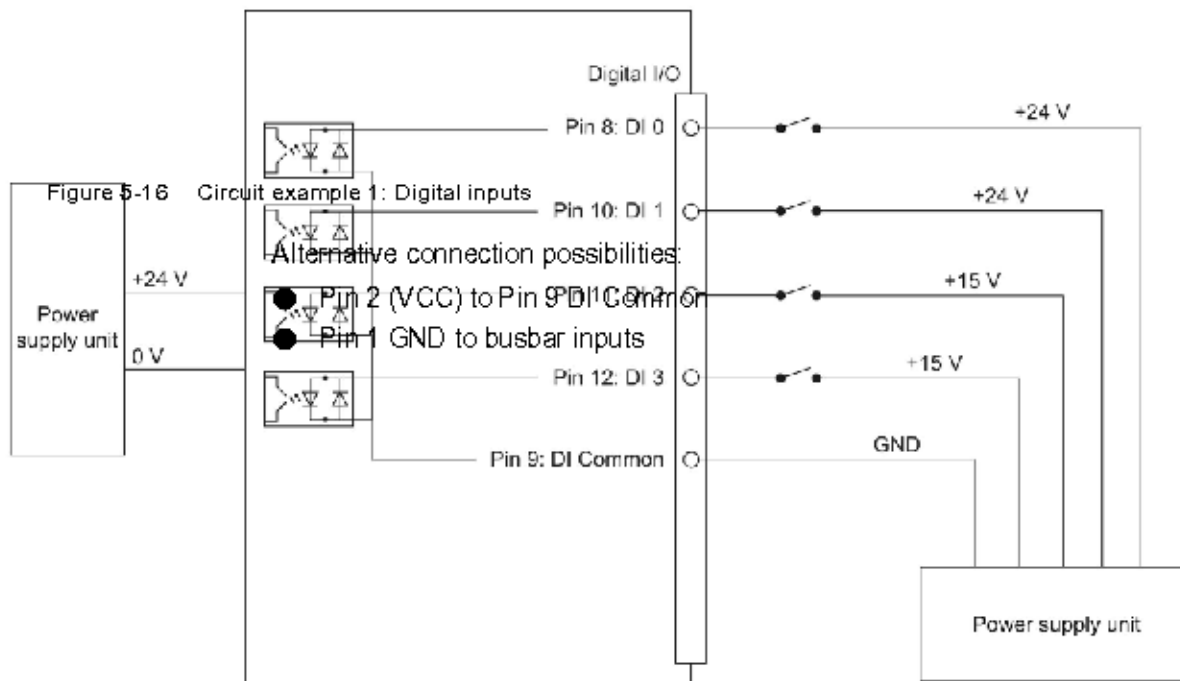 Digital I/O
Pin 8: DI 0
+24 V
Figure 5-16 Circuit example 1: Digital inputs
Pin 10: DI 1
+24 V
Alternative connection possibilities:
+24 V
Pin 2 (VCC) to Pin 9 DI Common
+15 V
Power
supply unit
Pin 1 GND to busbar inputs
0 V
Pin 12: DI 3
+15 V
Pin 9: DI Common
GND
Power supply unit